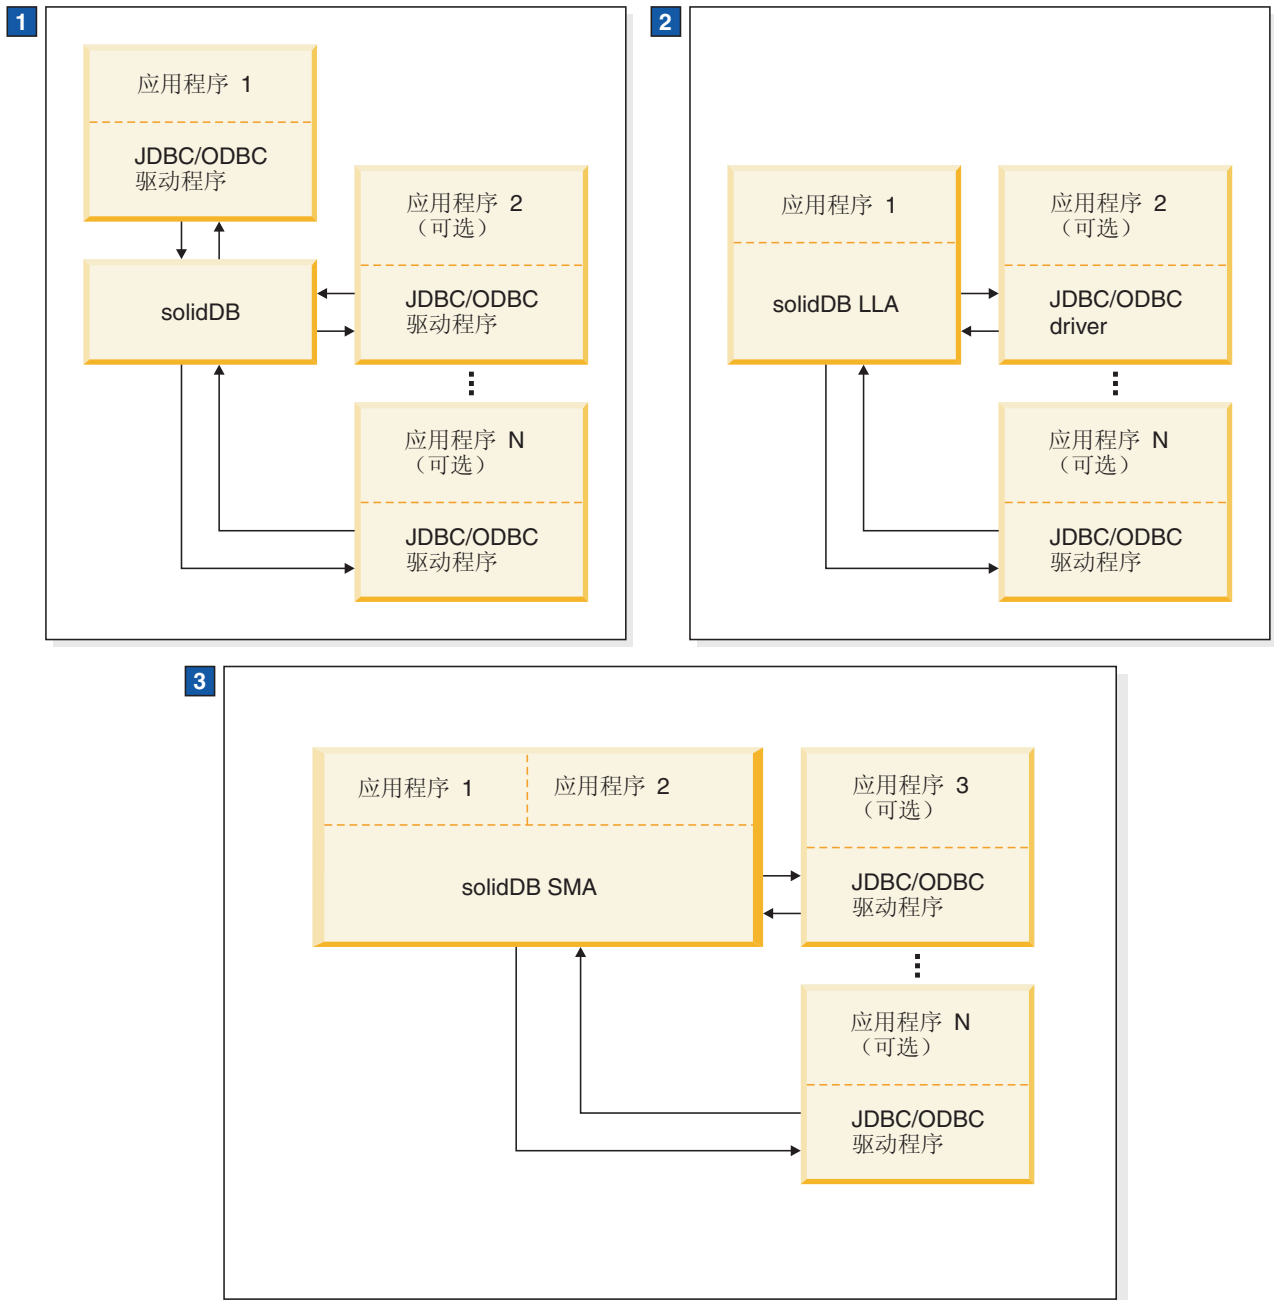 1
应用程序 1
JDBC/ODBC
驱动程序
solidDB
应用程序 2
（可选）
JDBC/ODBC
驱动程序
应用程序 N
（可选）
JDBC/ODBC
驱动程序
2
应用程序 1
solidDB LLA
应用程序 2
（可选）
JDBC/ODBC
driver
应用程序 N
（可选）
JDBC/ODBC
驱动程序
3
应用程序 1
应用程序 2
solidDB SMA
应用程序 3
（可选）
JDBC/ODBC
驱动程序
应用程序 N
（可选）
JDBC/ODBC
驱动程序